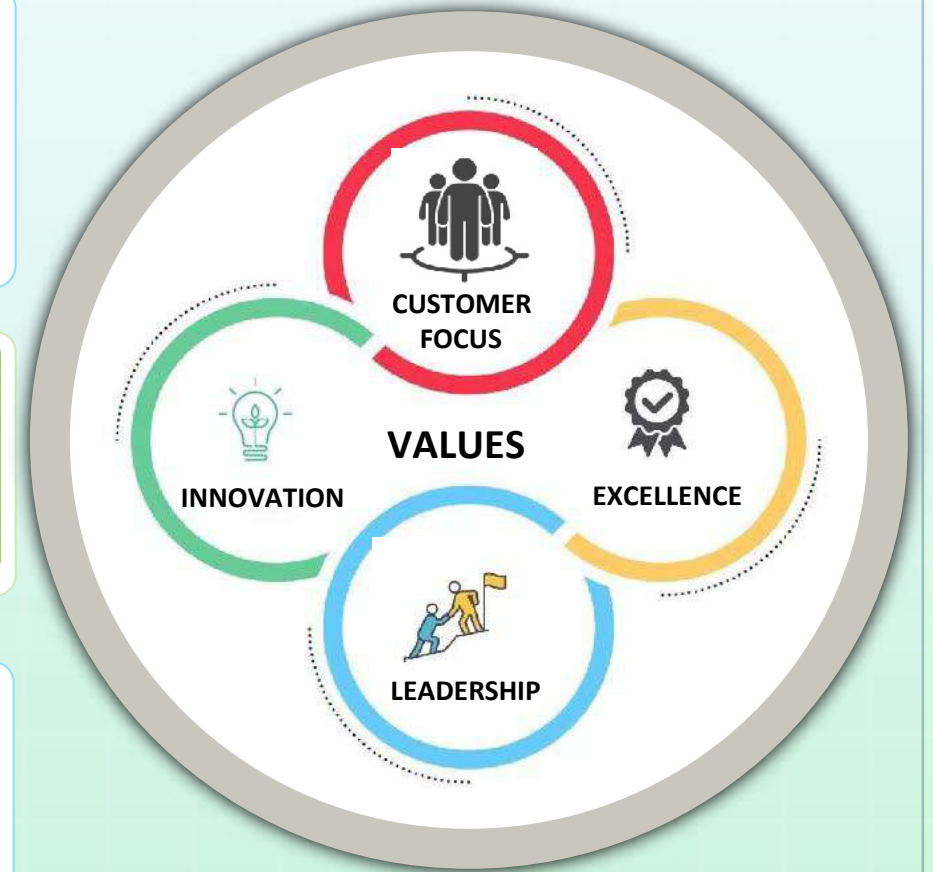 CUSTOMER
FOCUS
VALUES
INNOVATION
EXCELLENCE
LEADERSHIP